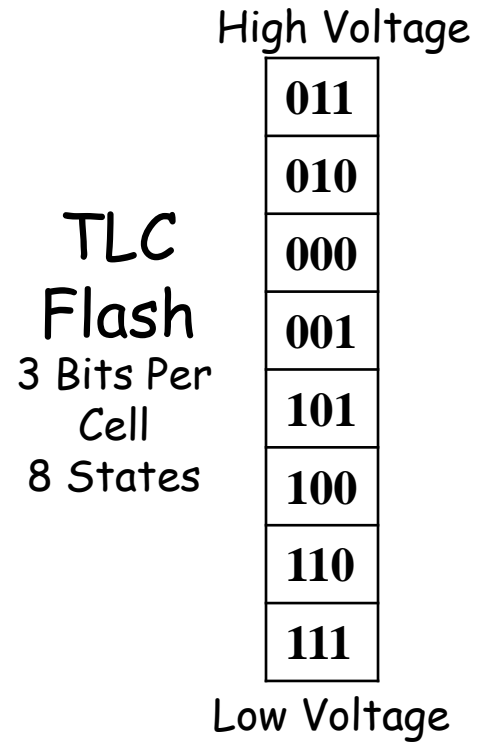 High Voltage
011
010
000
001
101
100
110
111
Low Voltage
TLC
Flash
3 Bits Per
Cell
8 States